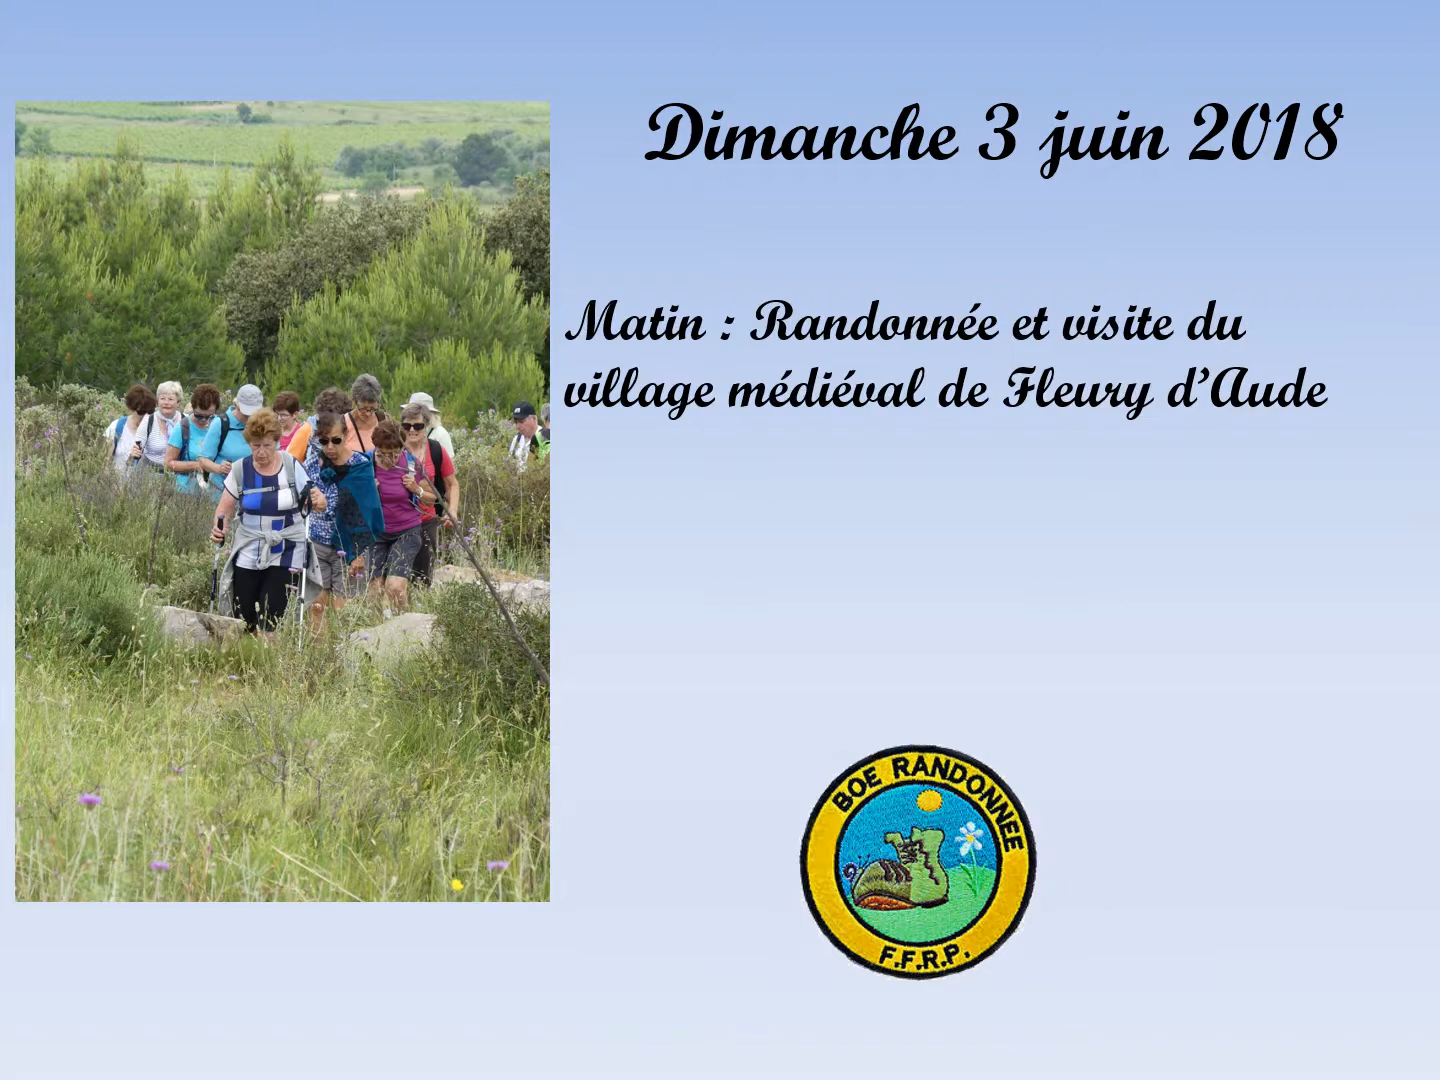 Dimanche 3 juin 2018
Matin : Randonnée et visite du
village médiéval de Fleury d'Aude
BOE RANDONNEE
F.F.R.P.